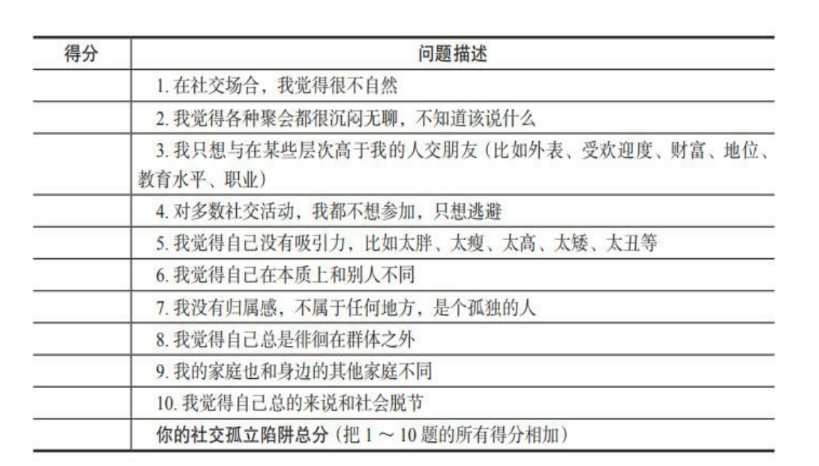 得分 问题描述
1. 在社交场合，我觉得很不自然
2. 我觉得各种聚会都很沉闷无聊，不知道该说什么
3. 我只想与在某些层次高于我的人交朋友（比如外表、受欢迎度、财富、地位、
教育水平、职业）
4. 对多数社交活动，我都不想参加，只想逃避
5. 我觉得自己没有吸引力，比如太胖、太瘦、太高、太矮、太丑等
6. 我觉得自己在本质上和别人不同
7. 我没有归属感，不属于任何地方，是个孤独的人
8. 我觉得自己总是徘徊在群体之外
9. 我的家庭也和身边的其他家庭不同
10. 我觉得自己总的来说和社会脱节
你的社交孤立陷阱总分（把 1 ～ 10 题的所有得分相加）